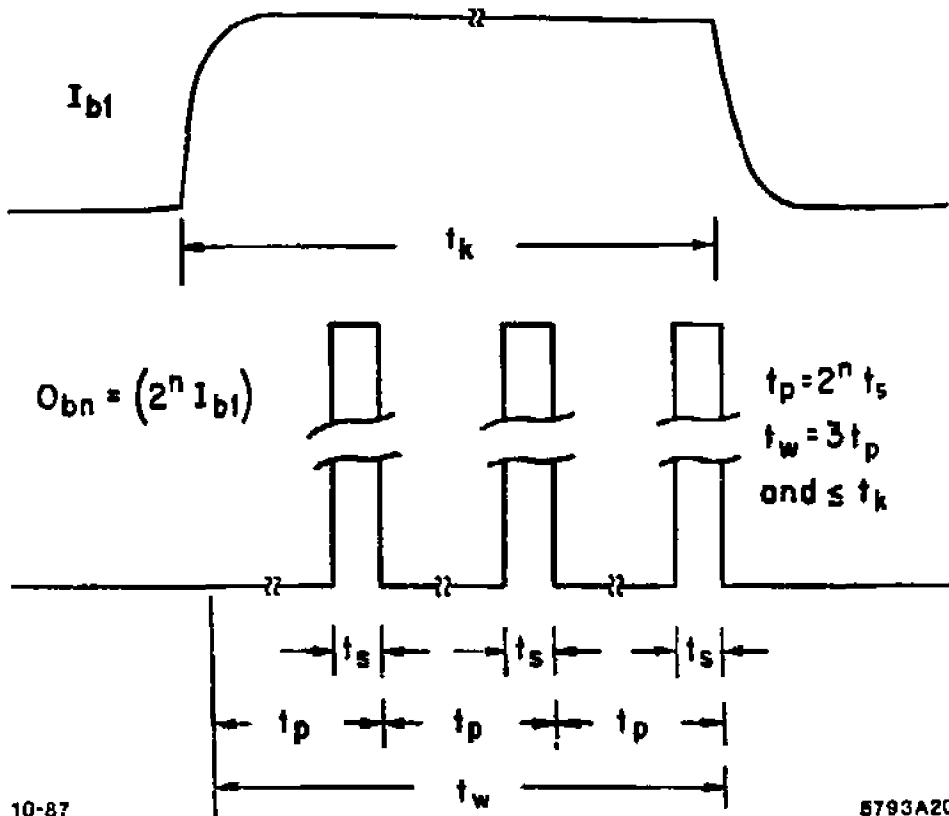 I_b1
t_k
O_bn = (2^n I_b1)
t_p = 2^n t_s
t_w = 3 t_p
and ≤ t_k
t_s t_s t_s
t_p t_p t_p
t_w
10-87 5793A20